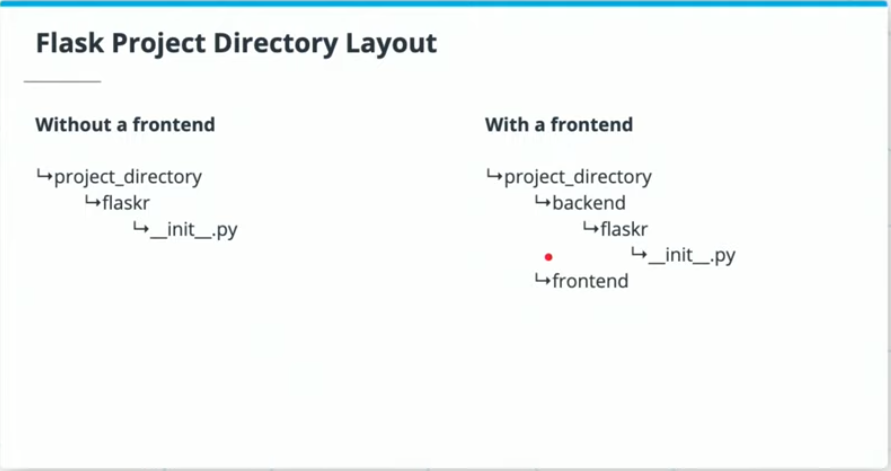 Flask Project Directory Layout
Without a frontend
↳project_directory
↳flaskr
↳__init__.py
With a frontend
↳project_directory
↳backend
↳flaskr
↳__init__.py
↳frontend